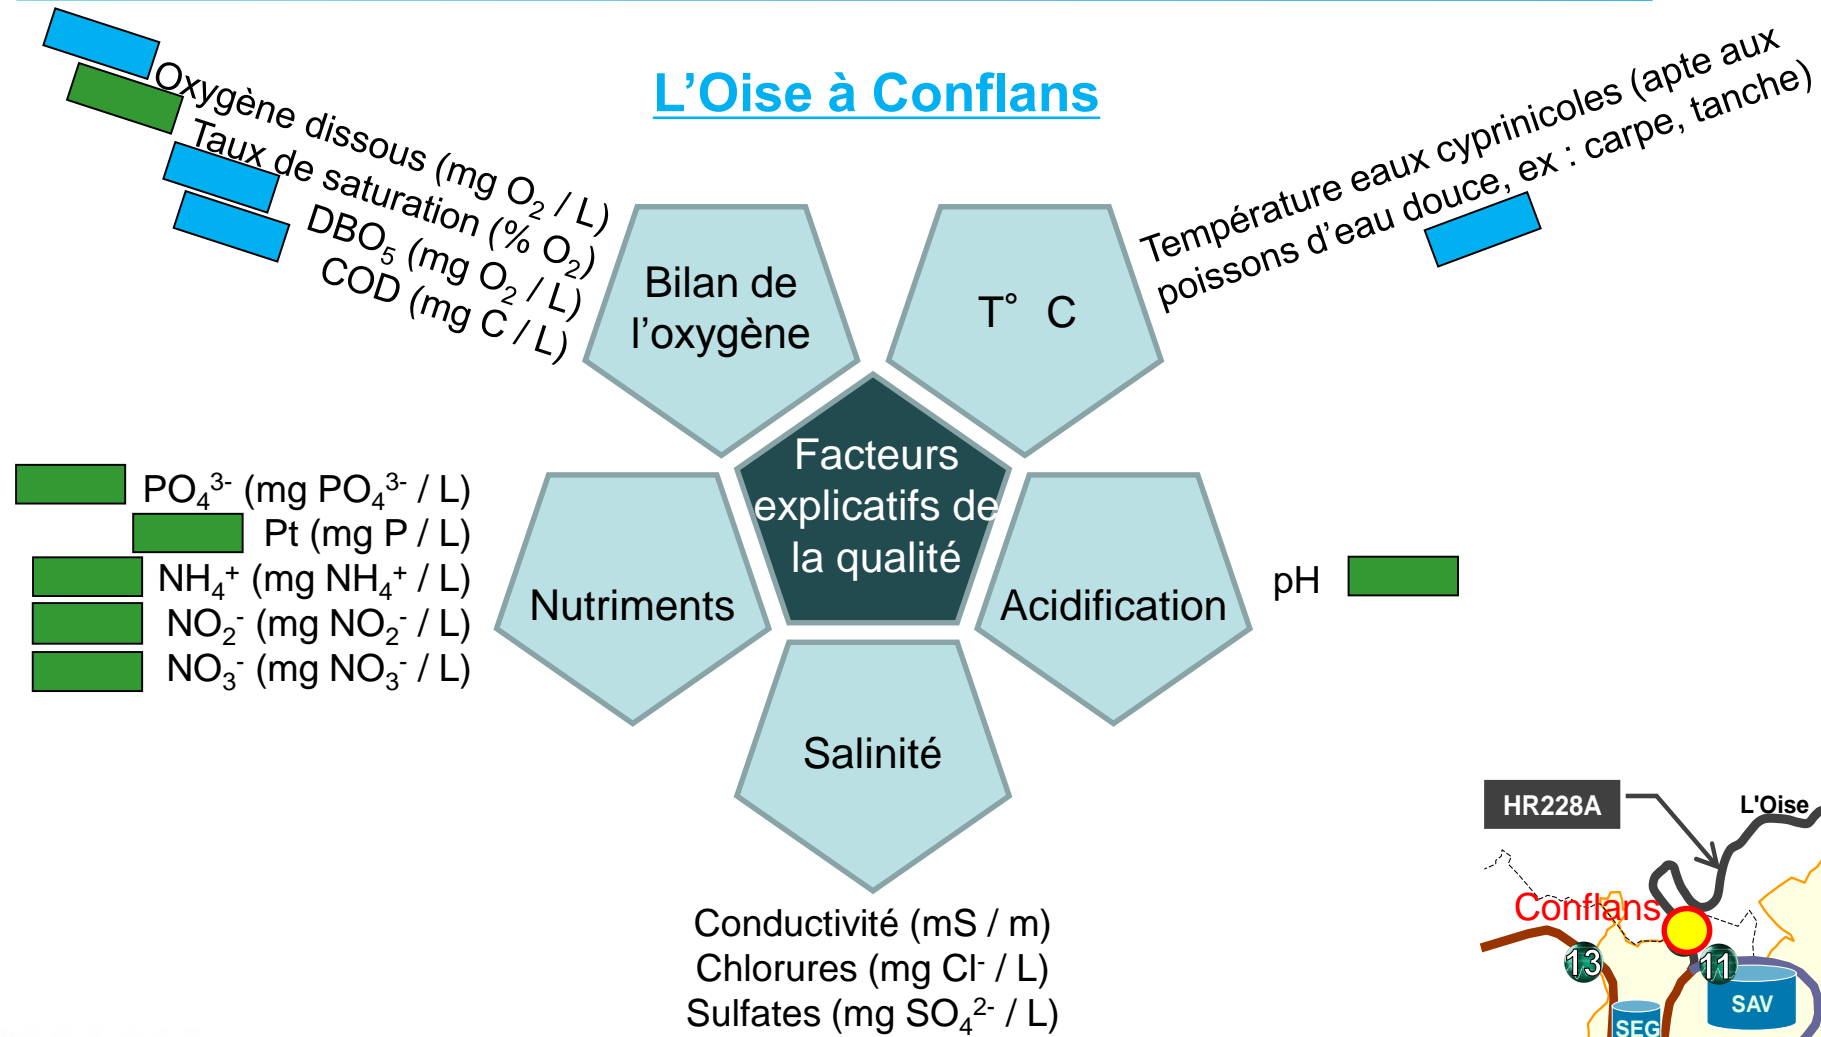 L’Oise à Conflans
Oxygène dissous (mg O₂ / L)
Taux de saturation (% O₂)
DBO₅ (mg O₂ / L)
COD (mg C / L)
Température eaux cyprinicoles (apte aux
poissons d’eau douce, ex : carpe, tanche)
Bilan de
l’oxygène
T° C
Facteurs
explicatifs de
la qualité
PO₄³⁻ (mg PO₄³⁻ / L)
Pt (mg P / L)
NH₄⁺ (mg NH₄⁺ / L)
NO₂⁻ (mg NO₂⁻ / L)
NO₃⁻ (mg NO₃⁻ / L)
Nutriments
Acidification
pH
Salinité
Conductivité (mS / m)
Chlorures (mg Cl⁻ / L)
Sulfates (mg SO₄²⁻ / L)
HR228A
L'Oise
Conflans
13
11
SAV
SEG